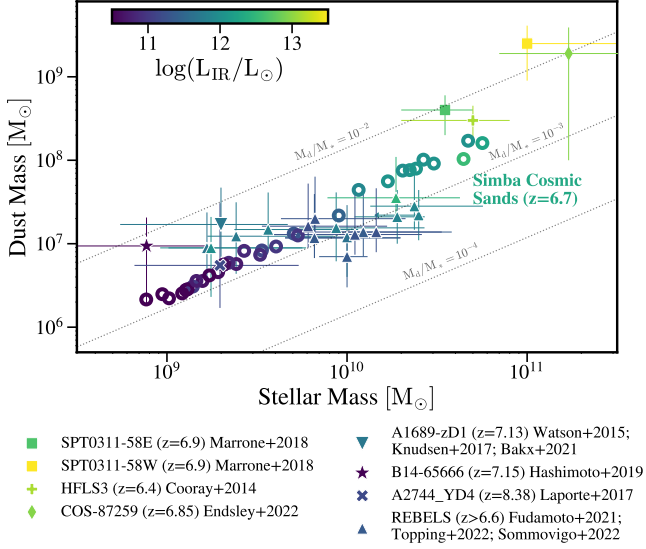 11 12 13
log(L_IR/L_⊙)
Dust Mass [M_⊙]
10^9
10^8
10^7
10^6
M_d/M_* = 10^-2
M_d/M_* = 10^-3
M_d/M_* = 10^-4
Simba Cosmic
Sands (z=6.7)
10^9 10^10 10^11
Stellar Mass [M_⊙]
SPT0311-58E (z=6.9) Marrone+2018
SPT0311-58W (z=6.9) Marrone+2018
HFLS3 (z=6.4) Cooray+2014
COS-87259 (z=6.85) Endsley+2022
A1689-zD1 (z=7.13) Watson+2015;
Knudsen+2017; Bakx+2021
B14-65666 (z=7.15) Hashimoto+2019
A2744_YD4 (z=8.38) Laporte+2017
REBELS (z>6.6) Fudamoto+2021;
Topping+2022; Sommovigo+2022